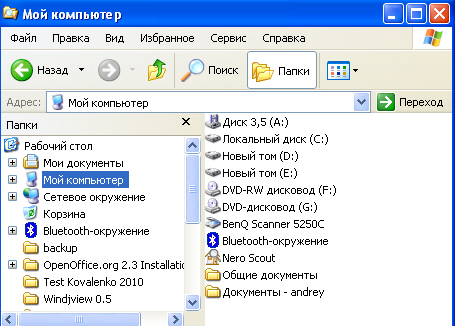 Мой компьютер
Файл Правка Вид Избранное Сервис Справка
Назад Поиск Папки
Адрес: Мой компьютер Переход
Папки
Рабочий стол
Мои документы
Мой компьютер
Сетевое окружение
Корзина
Bluetooth-окружение
backup
OpenOffice.org 2.3 Installatio
Test Kovalenko 2010
Windjview 0.5
Диск 3,5 (A:)
Локальный диск (C:)
Новый том (D:)
Новый том (E:)
DVD-RW дисковод (F:)
DVD-дисковод (G:)
BenQ Scanner 5250C
Bluetooth-окружение
Nero Scout
Общие документы
Документы - andrey